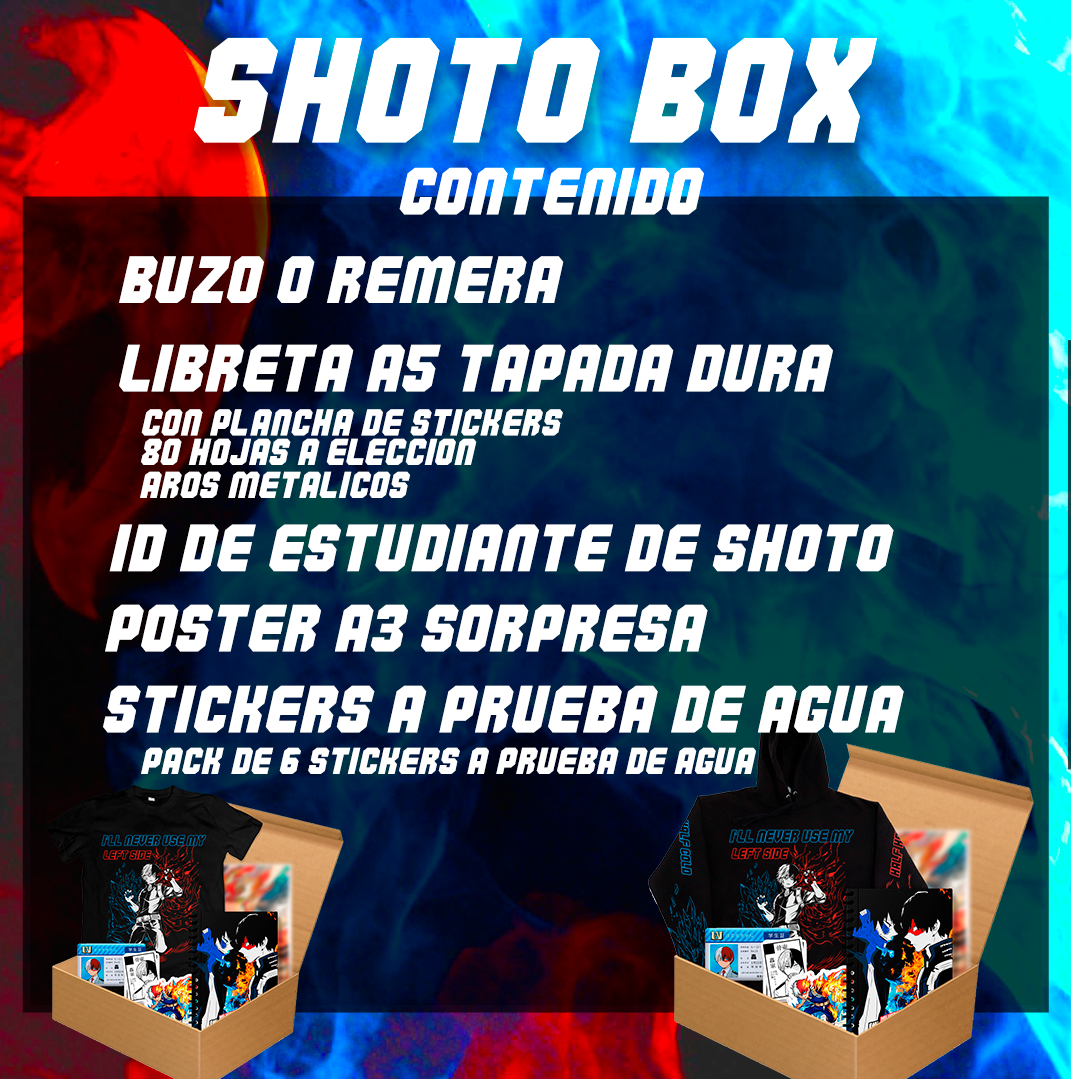 SHOTO BOX
CONTENIDO
BUZO O REMERA
LIBRETA A5 TAPADA DURA
CON PLANCHA DE STICKERS
80 HOJAS A ELECCION
AROS METALICOS
ID DE ESTUDIANTE DE SHOTO
POSTER A3 SORPRESA
STICKERS A PRUEBA DE AGUA
PACK DE 6 STICKERS A PRUEBA DE AGUA
I'LL NEVER USE MY
LEFT SIDE
I'LL NEVER USE MY
LEFT SIDE
HALF COLD